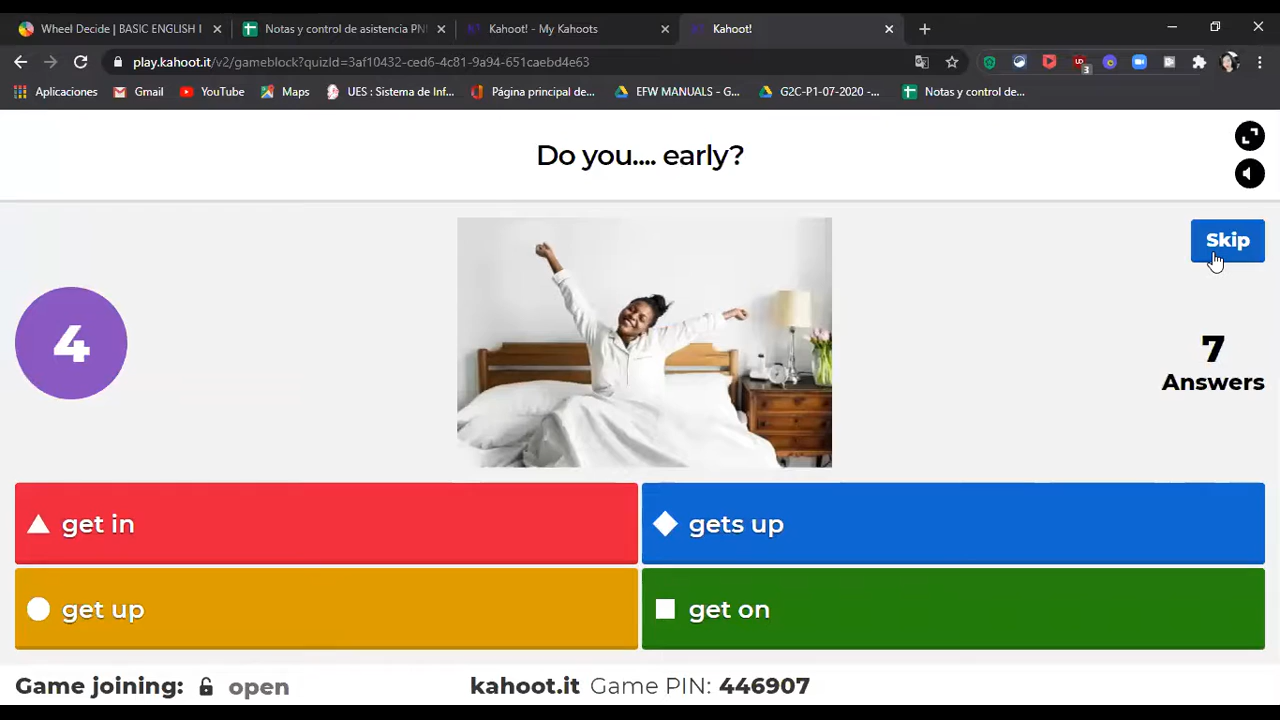 Wheel Decide | BASIC ENGLISH I
Notas y control de asistencia PNI
Kahoot! - My Kahoots
Kahoot!
play.kahoot.it/v2/gameblock?quizId=3af10432-ced6-4c81-9a94-651caebd4e63
3
Aplicaciones
Gmail
YouTube
Maps
UES : Sistema de Inf...
Página principal de...
EFW MANUALS - G...
G2C-P1-07-2020 -...
Notas y control de...
Do you.... early?
Skip
4
7
Answers
get in
gets up
get up
get on
Game joining: open
kahoot.it Game PIN: 446907